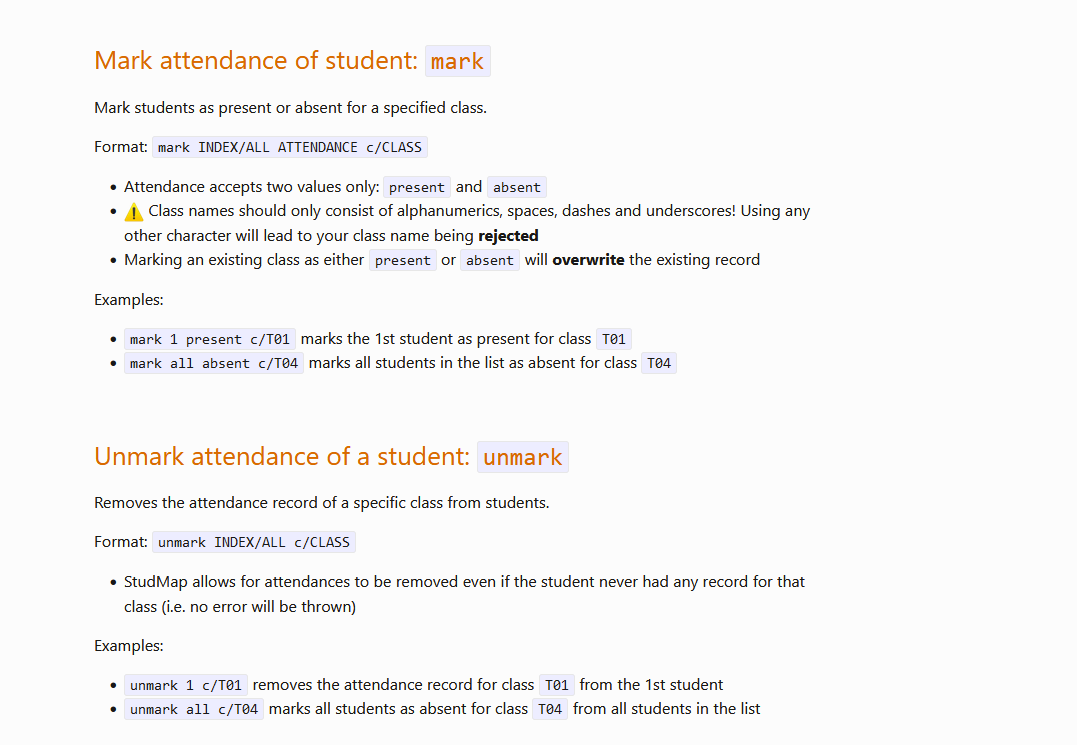 Mark attendance of student: mark
Mark students as present or absent for a specified class.
Format: mark INDEX/ALL ATTENDANCE c/CLASS
• Attendance accepts two values only: present and absent
• ⚠️ Class names should only consist of alphanumerics, spaces, dashes and underscores! Using any
other character will lead to your class name being rejected
• Marking an existing class as either present or absent will overwrite the existing record
Examples:
• mark 1 present c/T01 marks the 1st student as present for class T01
• mark all absent c/T04 marks all students in the list as absent for class T04
Unmark attendance of a student: unmark
Removes the attendance record of a specific class from students.
Format: unmark INDEX/ALL c/CLASS
• StudMap allows for attendances to be removed even if the student never had any record for that
class (i.e. no error will be thrown)
Examples:
• unmark 1 c/T01 removes the attendance record for class T01 from the 1st student
• unmark all c/T04 marks all students as absent for class T04 from all students in the list